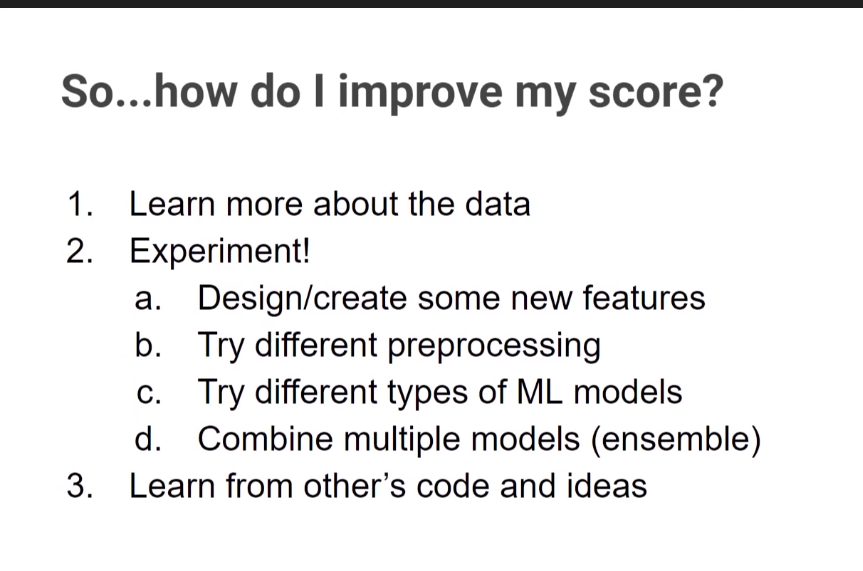 So...how do I improve my score?
1. Learn more about the data
2. Experiment!
a. Design/create some new features
b. Try different preprocessing
c. Try different types of ML models
d. Combine multiple models (ensemble)
3. Learn from other’s code and ideas